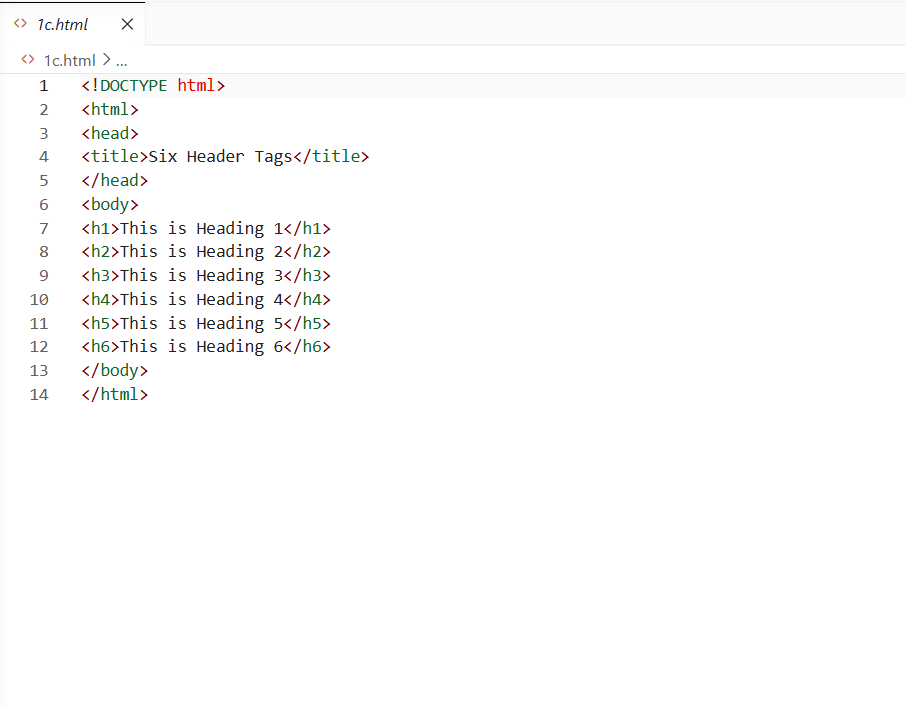 1c.html
1c.html > ...
1 <!DOCTYPE html>
2 <html>
3 <head>
4 <title>Six Header Tags</title>
5 </head>
6 <body>
7 <h1>This is Heading 1</h1>
8 <h2>This is Heading 2</h2>
9 <h3>This is Heading 3</h3>
10 <h4>This is Heading 4</h4>
11 <h5>This is Heading 5</h5>
12 <h6>This is Heading 6</h6>
13 </body>
14 </html>